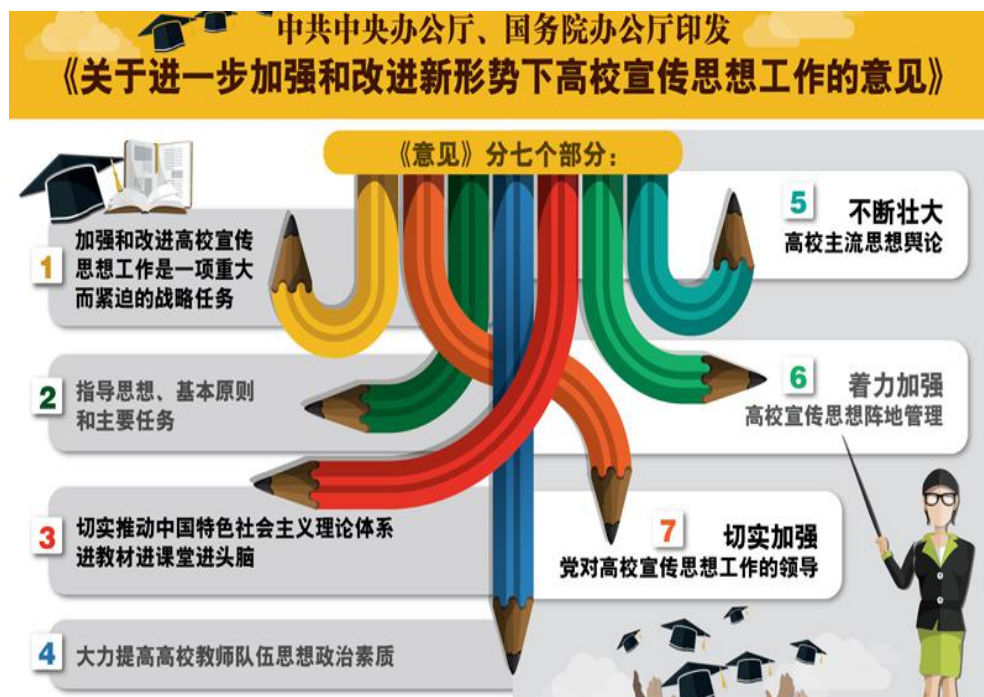 中共中央办公厅、国务院办公厅印发
《关于进一步加强和改进新形势下高校宣传思想工作的意见》
《意见》分七个部分：
1
加强和改进高校宣传
思想工作是一项重大
而紧迫的战略任务
2
指导思想、基本原则
和主要任务
3
切实推动中国特色社会主义理论体系
进教材进课堂进头脑
4
大力提高高校教师队伍思想政治素质
5
不断壮大
高校主流思想舆论
6
着力加强
高校宣传思想阵地管理
7
切实加强
党对高校宣传思想工作的领导